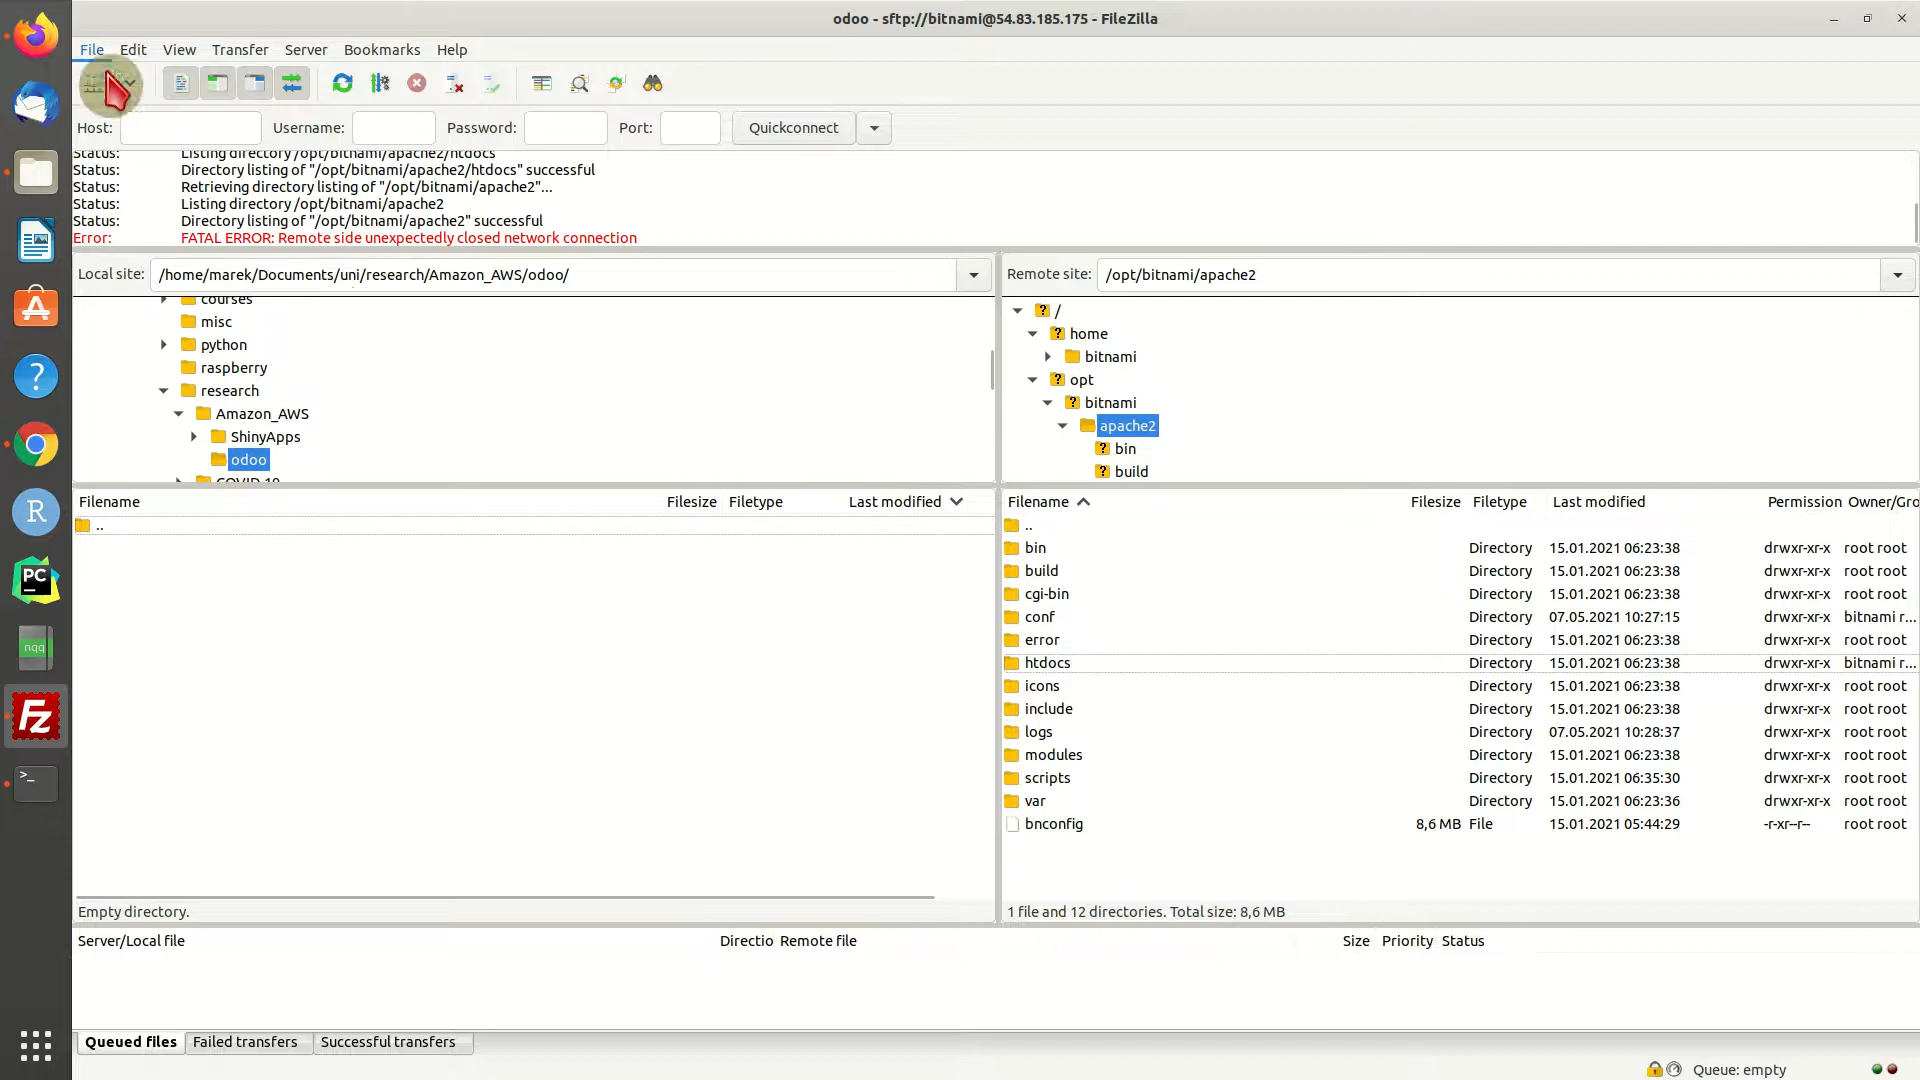 odoo - sftp://bitnami@54.83.185.175 - FileZilla
File Edit View Transfer Server Bookmarks Help
Host: Username: Password: Port: Quickconnect
Status: Listing directory /opt/bitnami/apache2/htdocs
Status: Directory listing of "/opt/bitnami/apache2/htdocs" successful
Status: Retrieving directory listing of "/opt/bitnami/apache2"...
Status: Listing directory /opt/bitnami/apache2
Status: Directory listing of "/opt/bitnami/apache2" successful
Error: FATAL ERROR: Remote side unexpectedly closed network connection
Local site: /home/marek/Documents/uni/research/Amazon_AWS/odoo/
courses
misc
python
raspberry
research
Amazon_AWS
ShinyApps
odoo
COVID 19
Filename Filesize Filetype Last modified
..
Empty directory.
Remote site: /opt/bitnami/apache2
/
home
bitnami
opt
bitnami
apache2
bin
build
Filename Filesize Filetype Last modified Permission Owner/Gro
..
bin Directory 15.01.2021 06:23:38 drwxr-xr-x root root
build Directory 15.01.2021 06:23:38 drwxr-xr-x root root
cgi-bin Directory 15.01.2021 06:23:38 drwxr-xr-x root root
conf Directory 07.05.2021 10:27:15 drwxr-xr-x bitnami r...
error Directory 15.01.2021 06:23:38 drwxr-xr-x root root
htdocs Directory 15.01.2021 06:23:38 drwxr-xr-x bitnami r...
icons Directory 15.01.2021 06:23:38 drwxr-xr-x root root
include Directory 15.01.2021 06:23:38 drwxr-xr-x root root
logs Directory 07.05.2021 10:28:37 drwxr-xr-x root root
modules Directory 15.01.2021 06:23:38 drwxr-xr-x root root
scripts Directory 15.01.2021 06:35:30 drwxr-xr-x root root
var Directory 15.01.2021 06:23:36 drwxr-xr-x root root
bnconfig 8,6 MB File 15.01.2021 05:44:29 -r-xr--r-- root root
1 file and 12 directories. Total size: 8,6 MB
Server/Local file Directio Remote file Size Priority Status
Queued files Failed transfers Successful transfers
Queue: empty
R
PC
nqq
Fz
>_